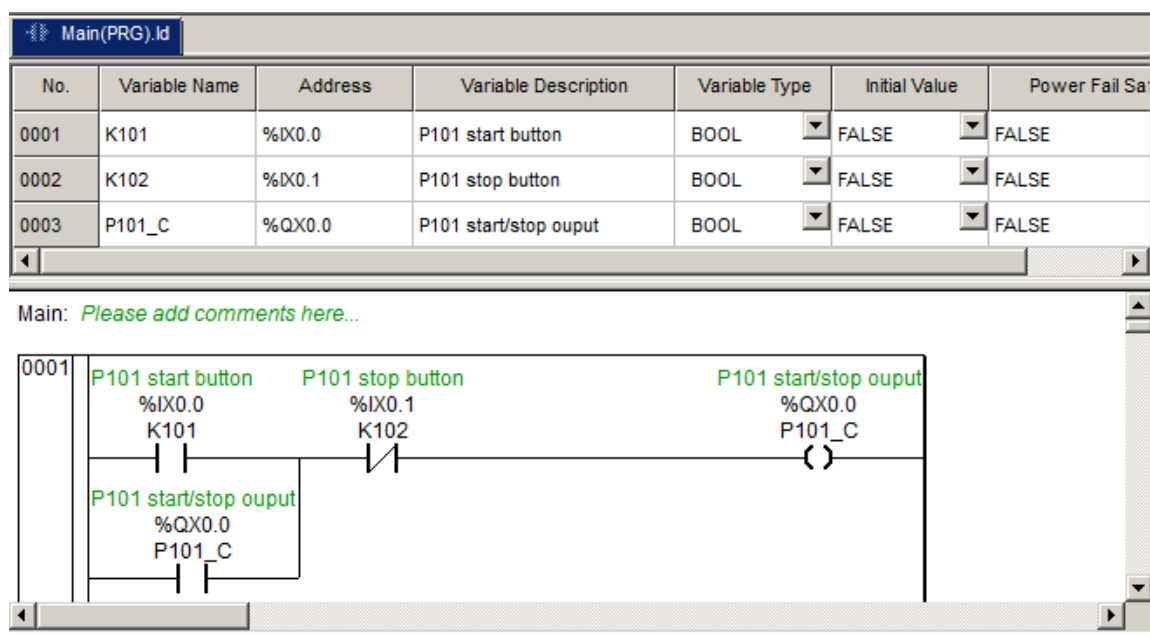 Main(PRG).ld
No. Variable Name Address Variable Description Variable Type Initial Value Power Fail Saf
0001 K101 %IX0.0 P101 start button BOOL FALSE FALSE
0002 K102 %IX0.1 P101 stop button BOOL FALSE FALSE
0003 P101_C %QX0.0 P101 start/stop ouput BOOL FALSE FALSE
Main: Please add comments here...
0001
P101 start button P101 stop button P101 start/stop ouput
%IX0.0 %IX0.1 %QX0.0
K101 K102 P101_C
P101 start/stop ouput
%QX0.0
P101_C